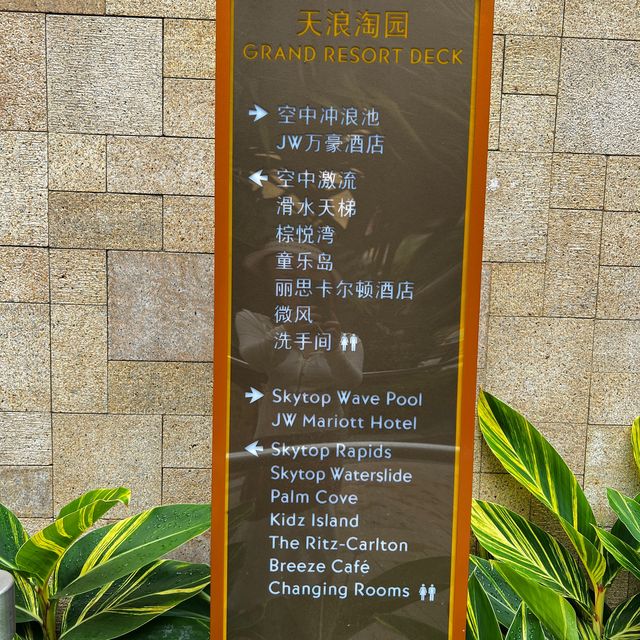 天浪淘园
GRAND RESORT DECK
→ 空中冲浪池
JW万豪酒店
← 空中激流
滑水天梯
棕悦湾
童乐岛
丽思卡尔顿酒店
微风
洗手间
→ Skytop Wave Pool
JW Mariott Hotel
← Skytop Rapids
Skytop Waterslide
Palm Cove
Kidz Island
The Ritz-Carlton
Breeze Café
Changing Rooms